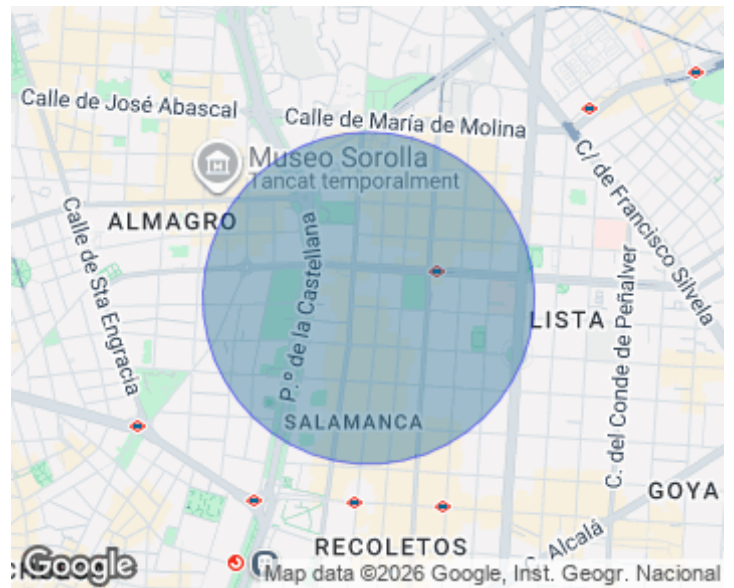 Calle de José Abascal
Calle de María de Molina
Museo Sorolla
Tancat temporalment
C/ de Francisco Silvela
ALMAGRO
Calle de Sta Engracia
P.º de la Castellana
LISTA
C. del Conde de Peñalver
SALAMANCA
GOYA
RECOLETOS
C. Alcalá
Google
Map data ©2026 Google, Inst. Geogr. Nacional